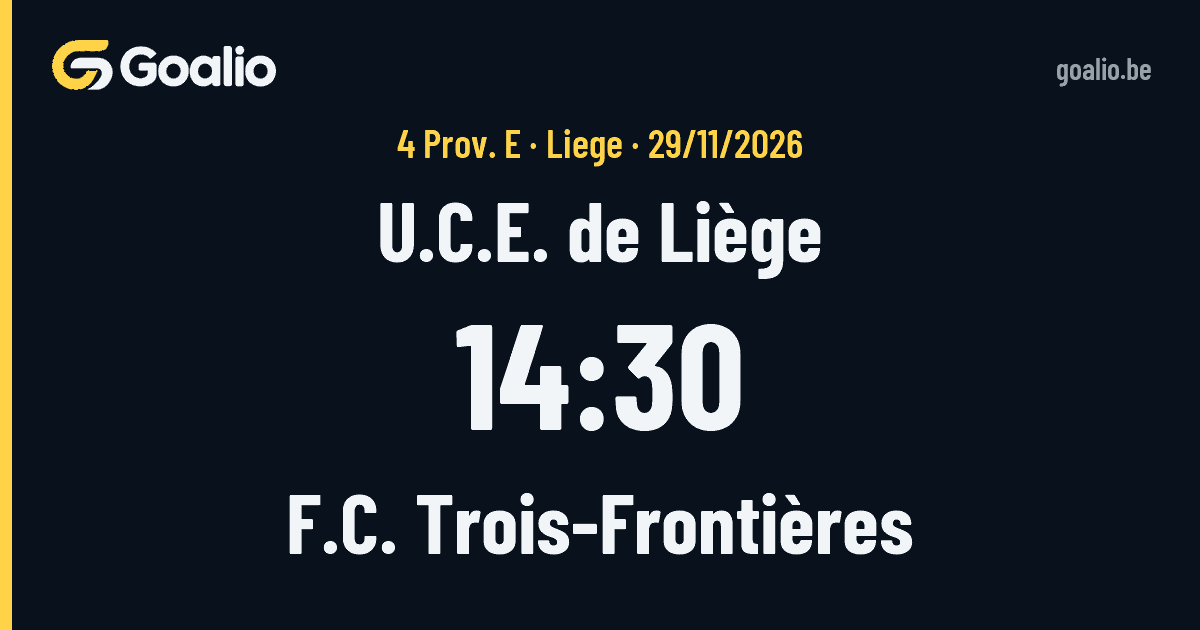 Goalio
goalio.be
4 Prov. E · Liege · 29/11/2026
U.C.E. de Liège
14:30
F.C. Trois-Frontières